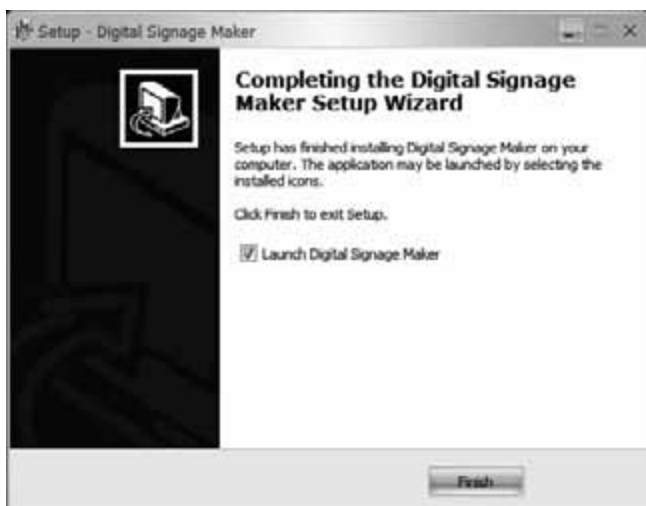 Setup - Digital Signage Maker
Completing the Digital Signage
Maker Setup Wizard
Setup has finished installing Digital Signage Maker on your
computer. The application may be launched by selecting the
installed icons.
Click Finish to exit Setup.
Launch Digital Signage Maker
Finish